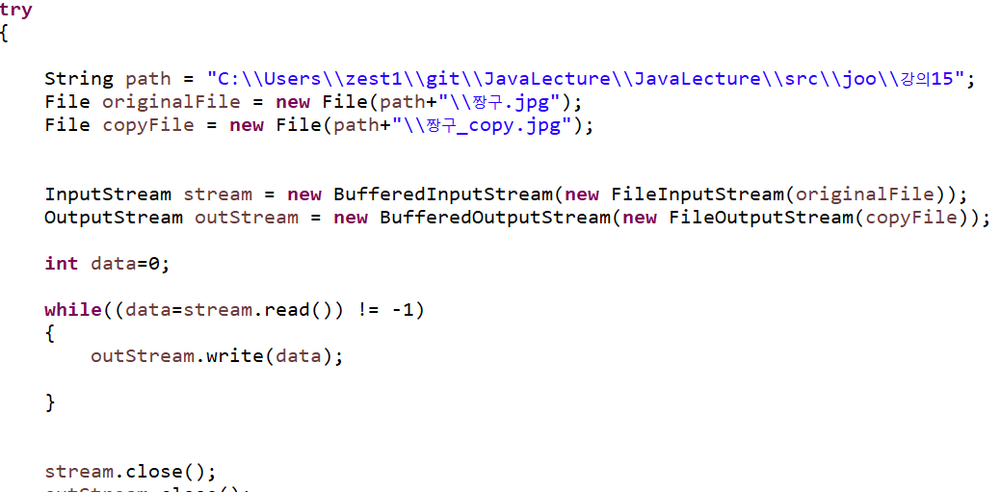 try
{
String path = "C:\\Users\\zest1\\git\\JavaLecture\\JavaLecture\\src\\joo\\강의15";
File originalFile = new File(path+"\\짱구.jpg");
File copyFile = new File(path+"\\짱구_copy.jpg");
InputStream stream = new BufferedInputStream(new FileInputStream(originalFile));
OutputStream outStream = new BufferedOutputStream(new FileOutputStream(copyFile));
int data=0;
while((data=stream.read()) != -1)
{
outStream.write(data);
}
stream.close();